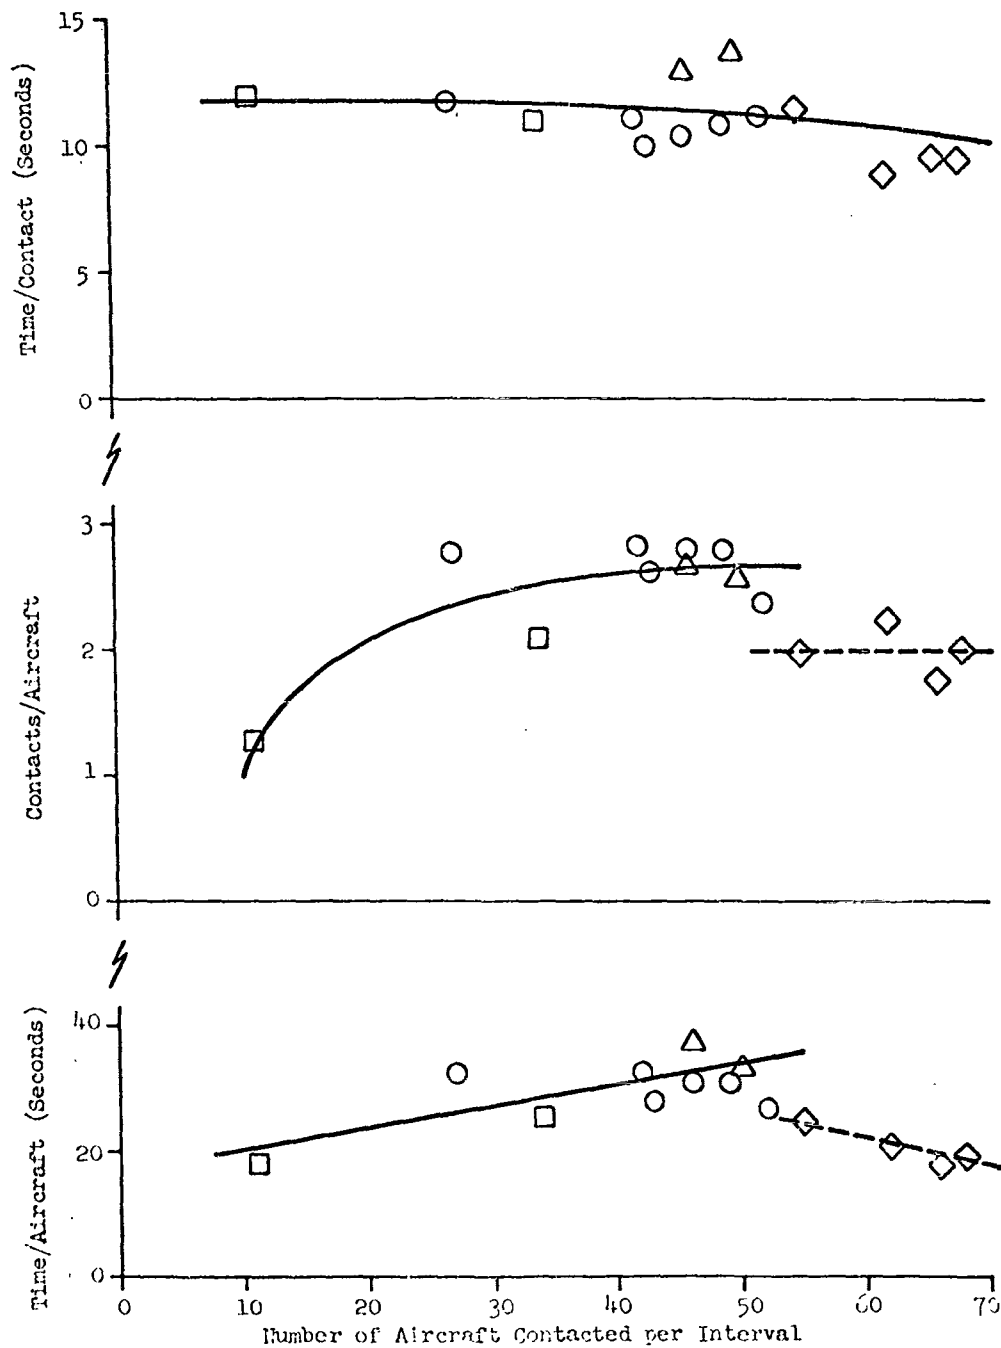 15
10
5
0
Time/Contact (Seconds)
3
2
1
0
Contacts/Aircraft
40
20
0
Time/Aircraft (Seconds)
0 10 20 30 40 50 60 70
Number of Aircraft Contacted per Interval